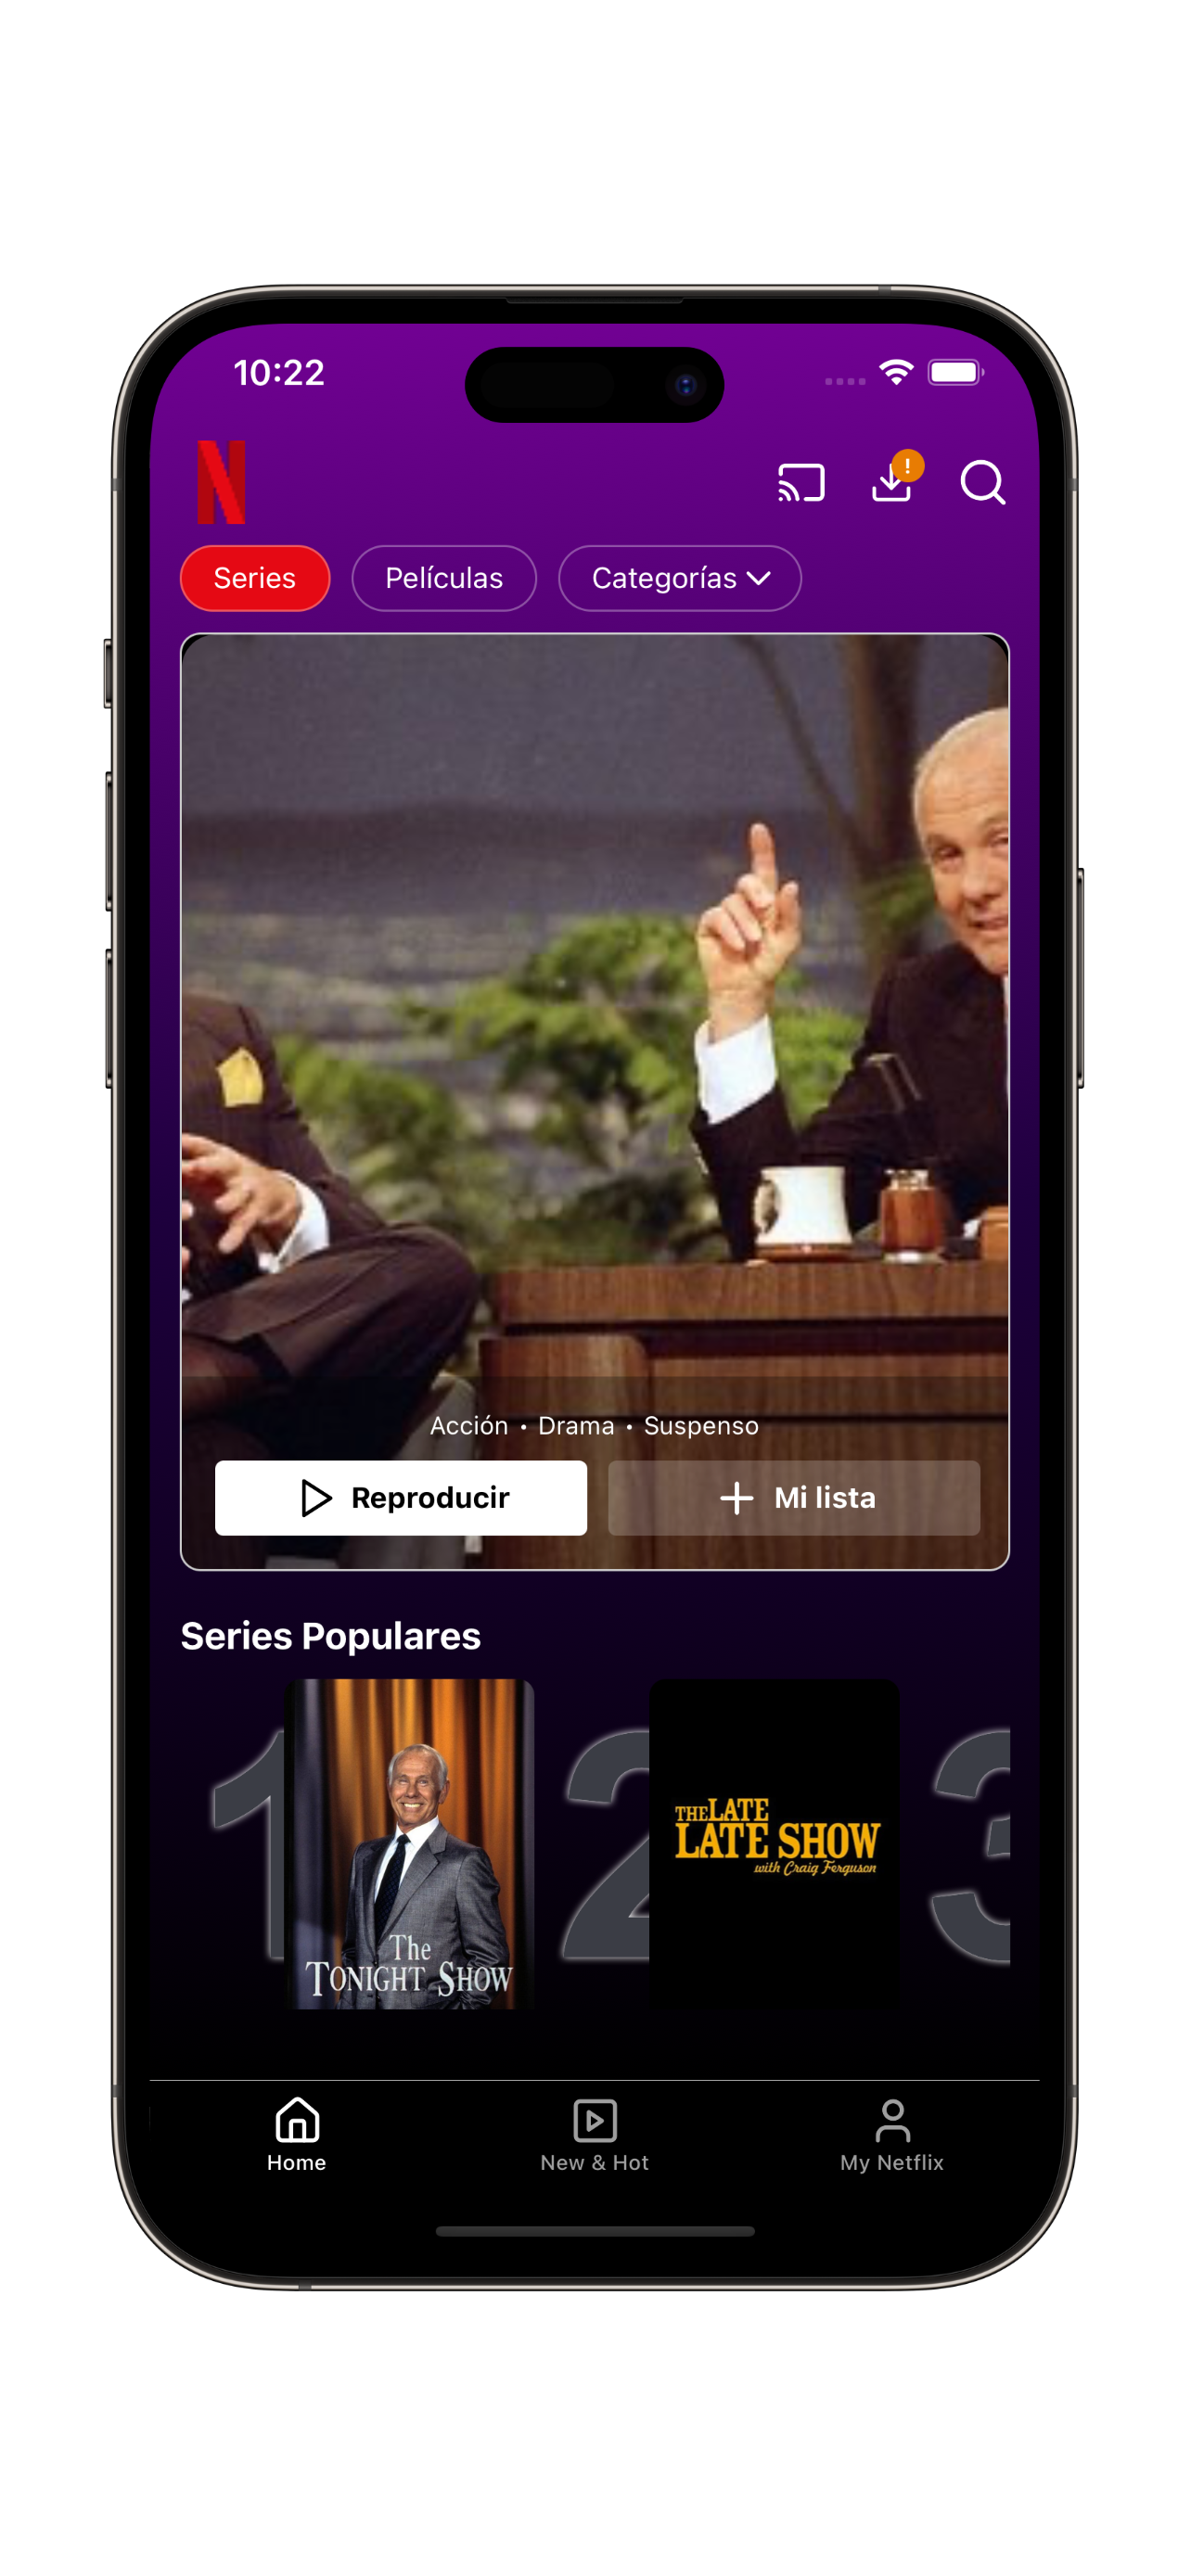 10:22
N
!
Series
Películas
Categorías
Acción • Drama • Suspenso
Reproducir
Mi lista
Series Populares
1
The
TONIGHT SHOW
2
THE LATE
LATE SHOW
with Craig Ferguson
3
Home
New & Hot
My Netflix